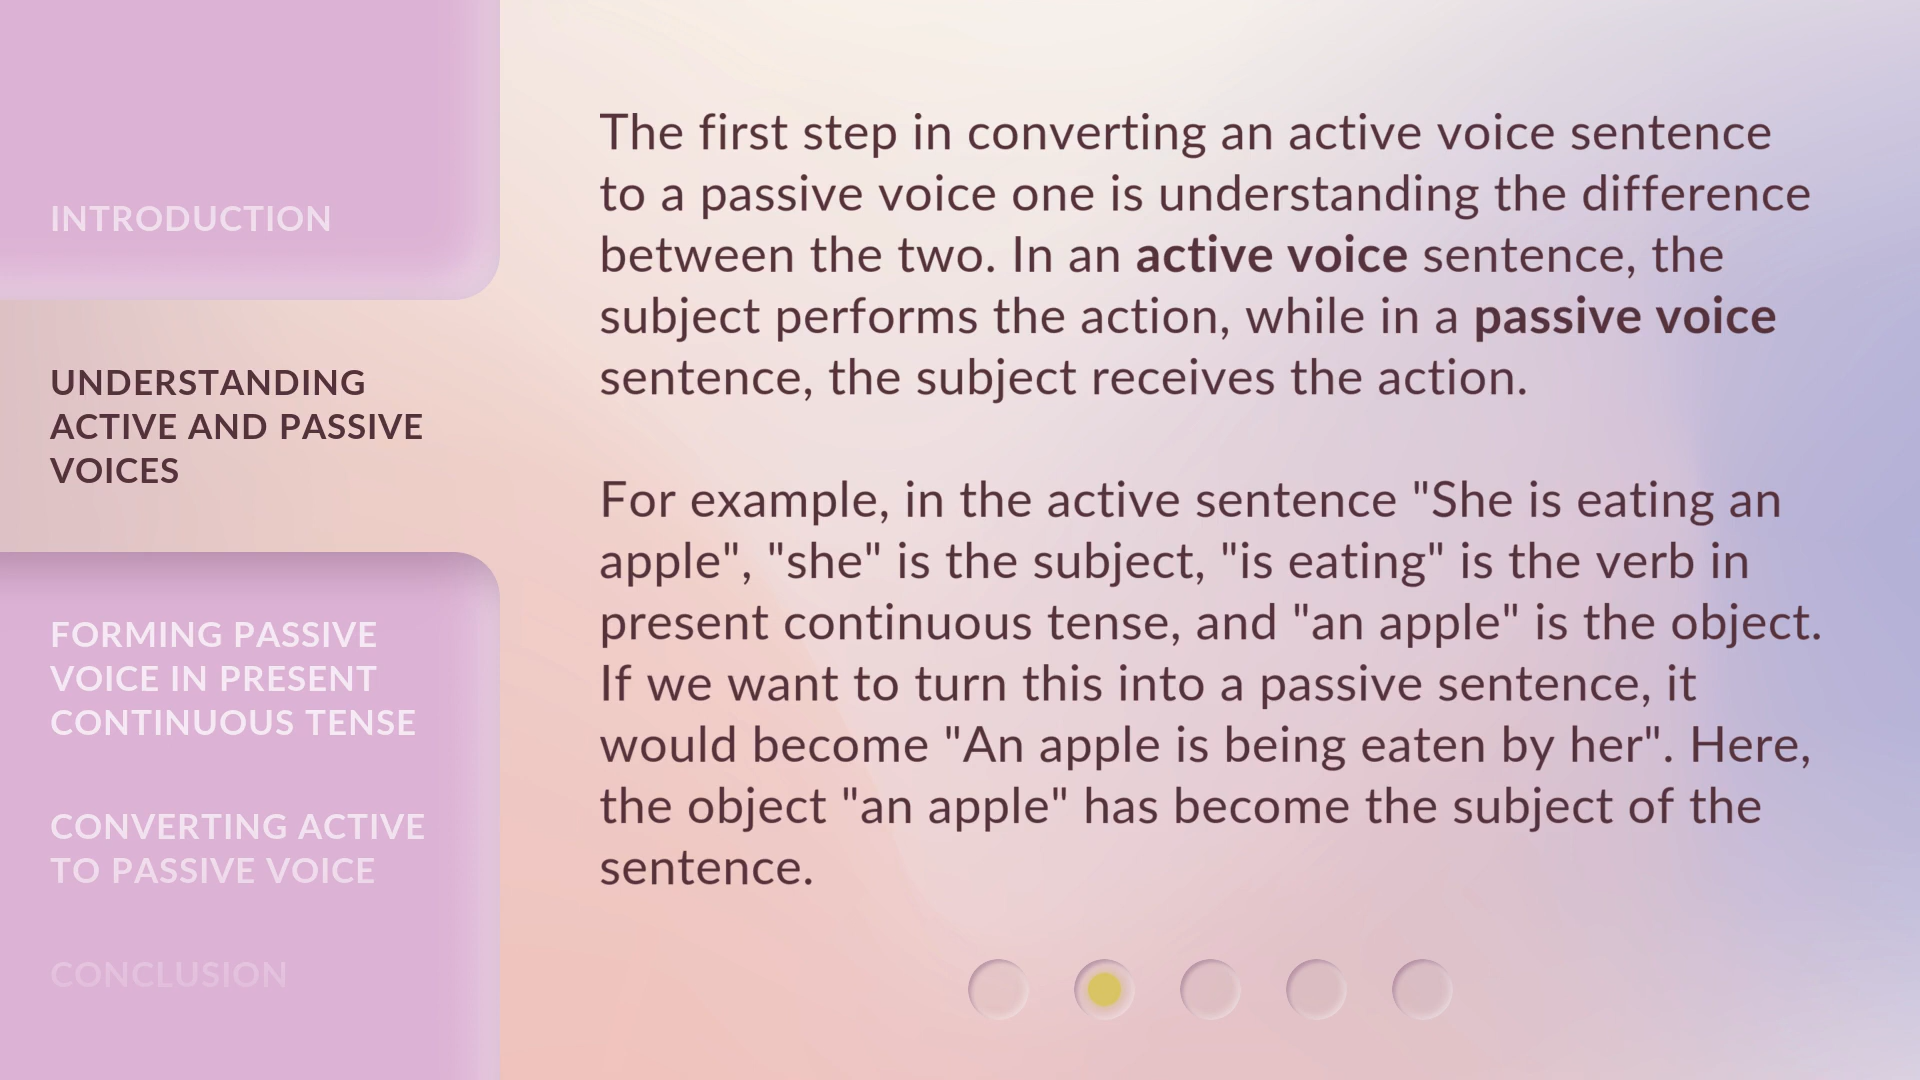 INTRODUCTION
UNDERSTANDING
ACTIVE AND PASSIVE
VOICES
FORMING PASSIVE
VOICE IN PRESENT
CONTINUOUS TENSE
CONVERTING ACTIVE
TO PASSIVE VOICE
CONCLUSION
The first step in converting an active voice sentence
to a passive voice one is understanding the difference
between the two. In an active voice sentence, the
subject performs the action, while in a passive voice
sentence, the subject receives the action.
For example, in the active sentence "She is eating an
apple", "she" is the subject, "is eating" is the verb in
present continuous tense, and "an apple" is the object.
If we want to turn this into a passive sentence, it
would become "An apple is being eaten by her". Here,
the object "an apple" has become the subject of the
sentence.